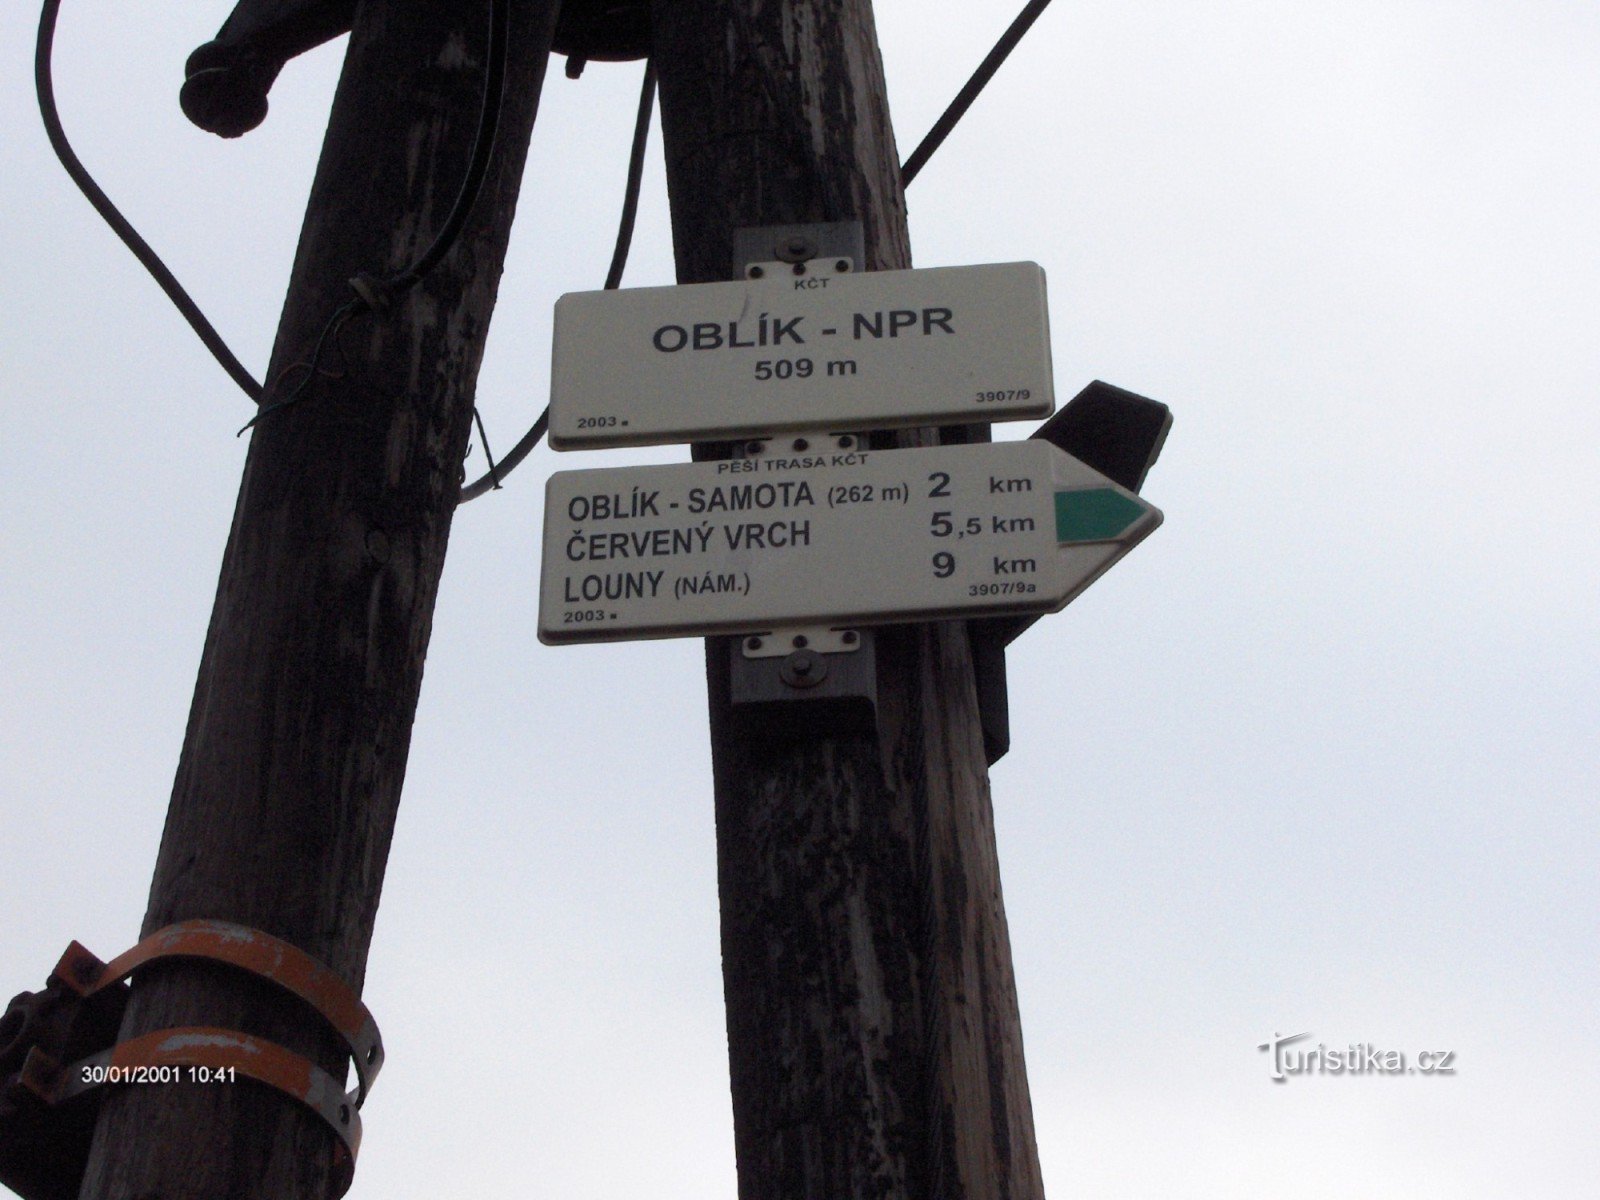 KČT
OBLÍK - NPR
509 m
2003 3907/9
PĚŠÍ TRASA KČT
OBLÍK - SAMOTA (262 m) 2 km
ČERVENÝ VRCH 5,5 km
LOUNY (NÁM.) 9 km
2003 3907/9a
30/01/2001 10:41
Turistika.cz